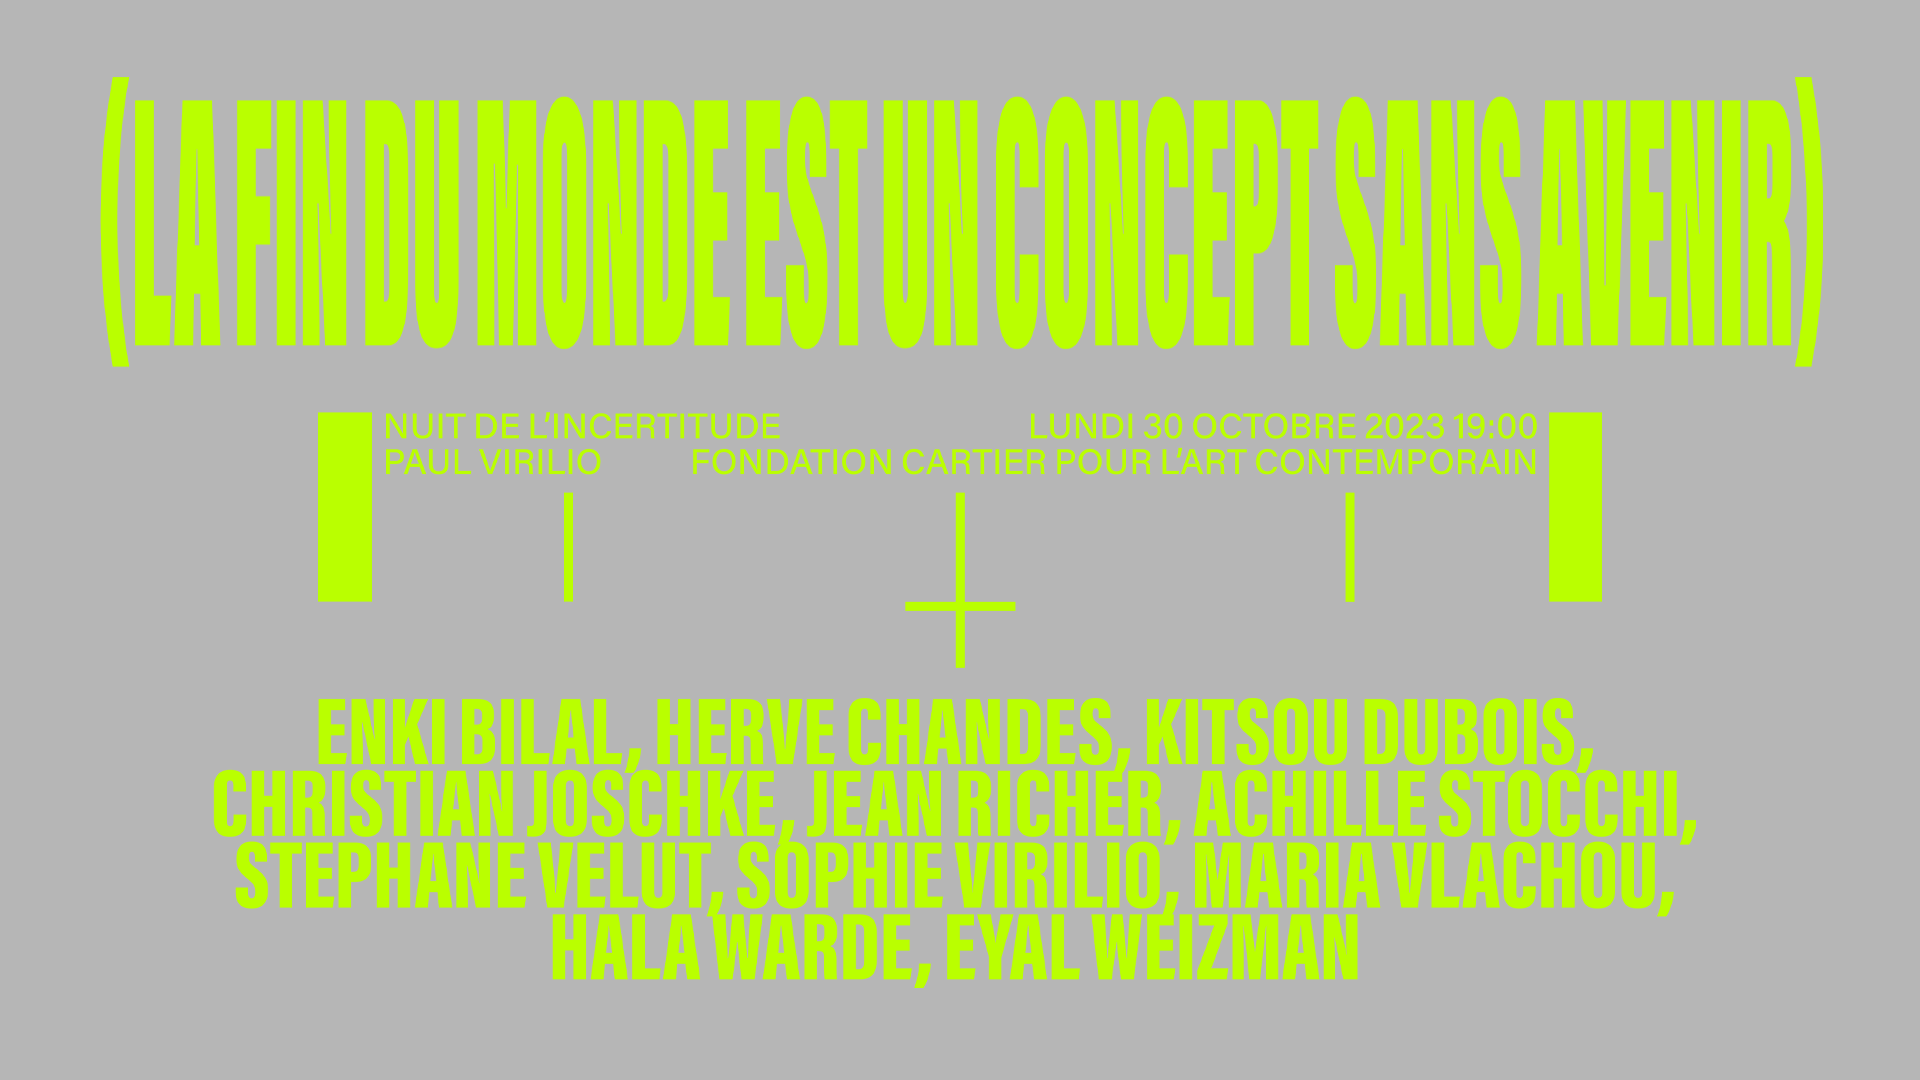 (LA FIN DU MONDE EST UN CONCEPT SANS AVENIR)
NUIT DE L'INCERTITUDE
PAUL VIRILIO
LUNDI 30 OCTOBRE 2023 19:00
FONDATION CARTIER POUR L'ART CONTEMPORAIN
ENKI BILAL, HERVE CHANDES, KITSOU DUBOIS,
CHRISTIAN JOSCHKE, JEAN RICHER, ACHILLE STOCCHI,
STEPHANE VELUT, SOPHIE VIRILIO, MARIA VLACHOU,
HALA WARDE, EYAL WEIZMAN